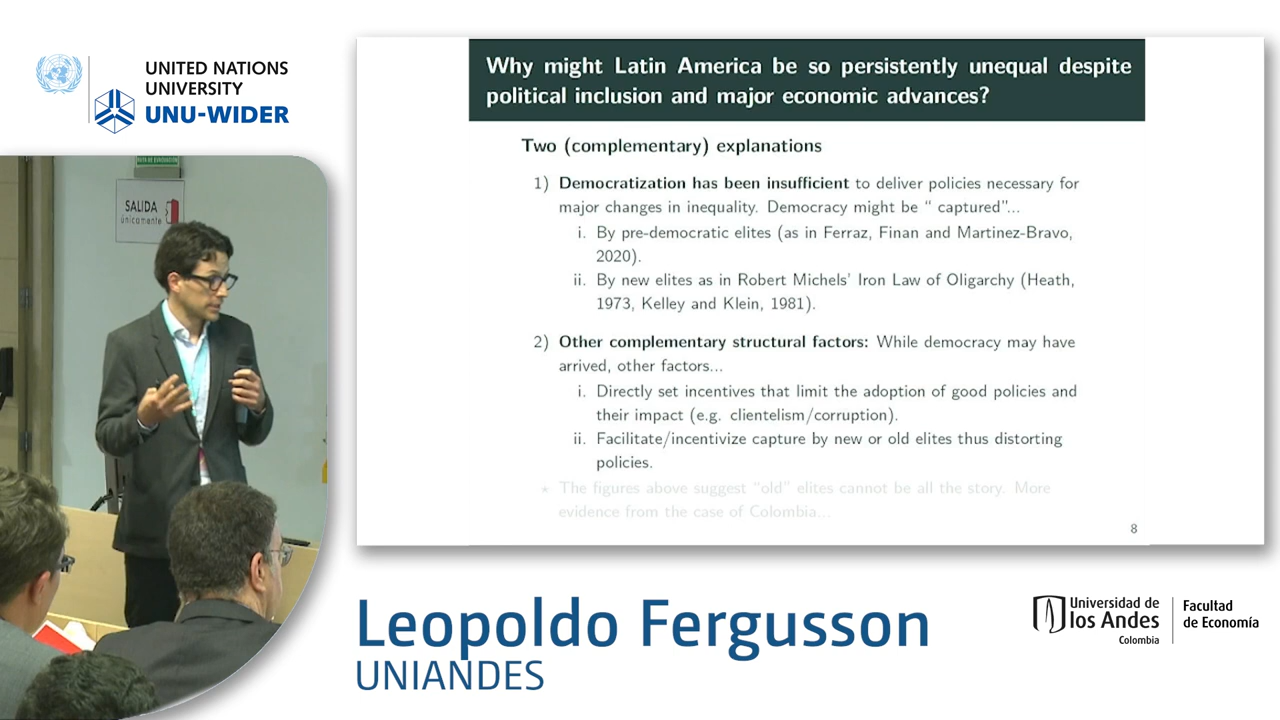 UNITED NATIONS
UNIVERSITY
UNU-WIDER
SALIDA
únicamente
Why might Latin America be so persistently unequal despite
political inclusion and major economic advances?
Two (complementary) explanations
1) Democratization has been insufficient to deliver policies necessary for
major changes in inequality. Democracy might be “ captured”...
i. By pre-democratic elites (as in Ferraz, Finan and Martinez-Bravo,
2020).
ii. By new elites as in Robert Michels’ Iron Law of Oligarchy (Heath,
1973, Kelley and Klein, 1981).
2) Other complementary structural factors: While democracy may have
arrived, other factors...
i. Directly set incentives that limit the adoption of good policies and
their impact (e.g. clientelism/corruption).
ii. Facilitate/incentivize capture by new or old elites thus distorting
policies.
⋆ The figures above suggest “old” elites cannot be all the story. More
evidence from the case of Colombia...
8
Leopoldo Fergusson
UNIANDES
Universidad de
los Andes
Colombia
Facultad
de Economía